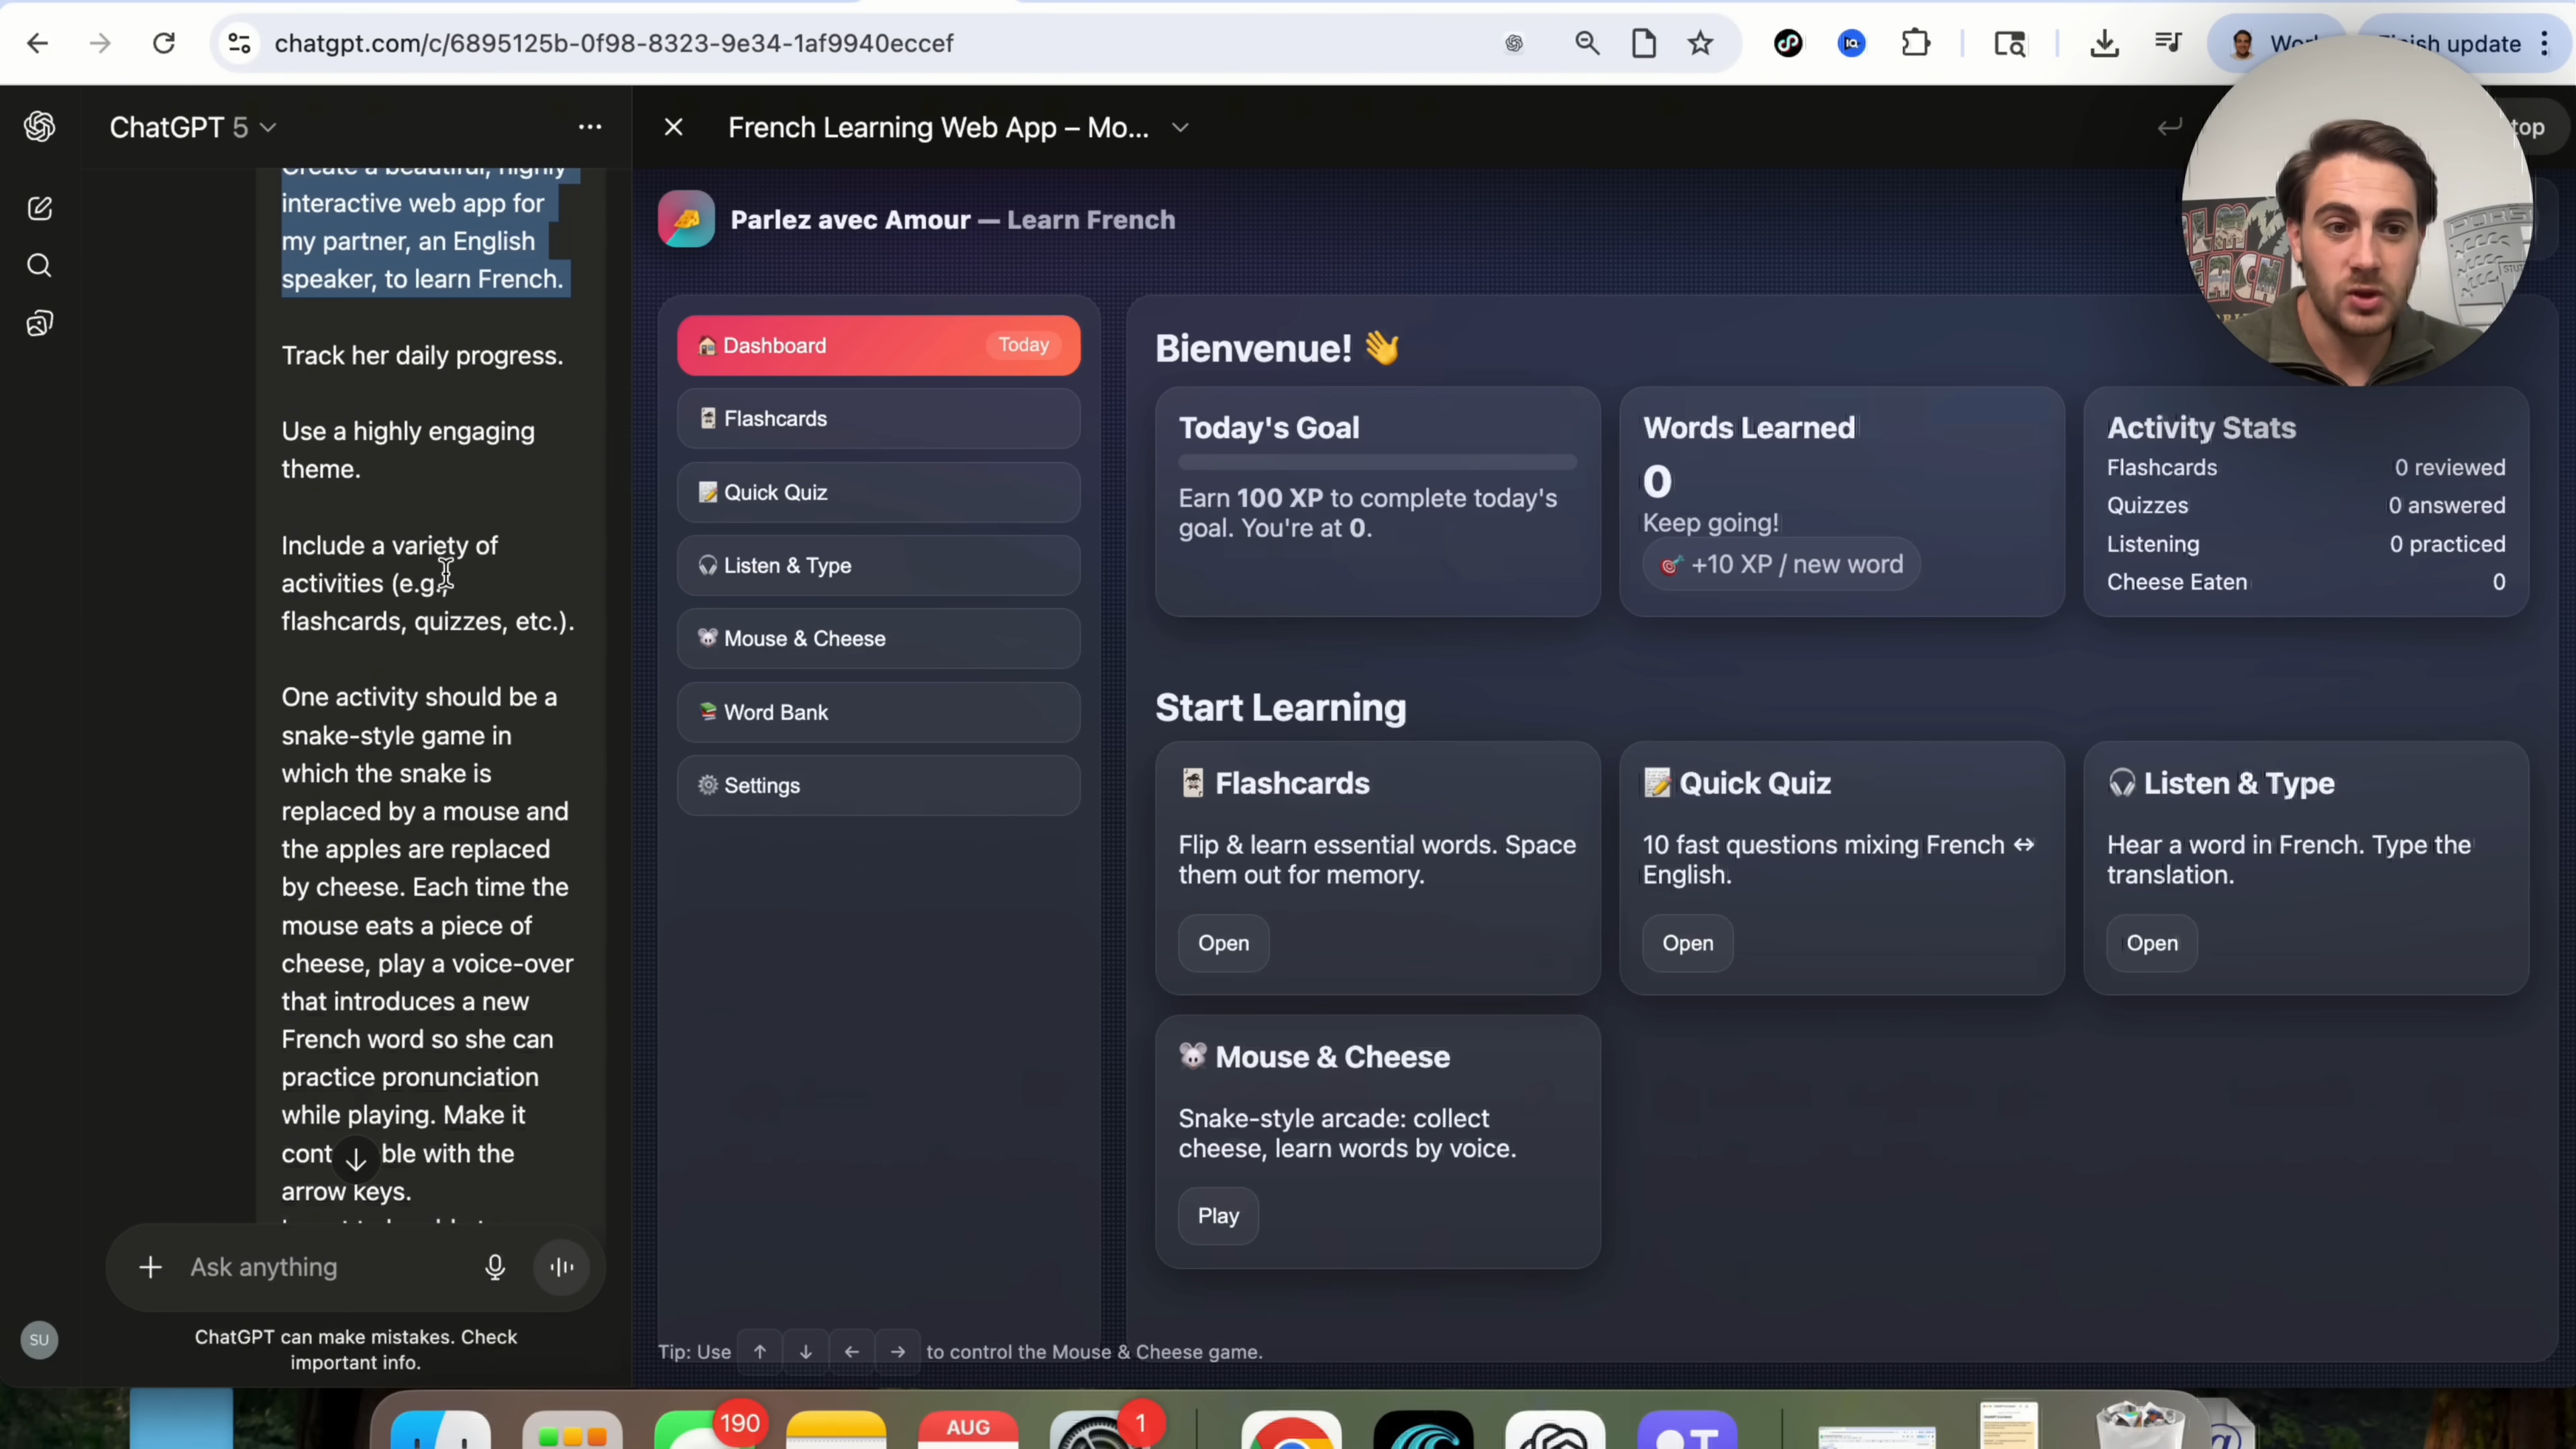 chatgpt.com/c/6895125b-0f98-8323-9e34-1af9940eccef
Finish update
ChatGPT 5
French Learning Web App – Mo...
Create a beautiful, highly
interactive web app for
my partner, an English
speaker, to learn French.
Track her daily progress.
Use a highly engaging
theme.
Include a variety of
activities (e.g.,
flashcards, quizzes, etc.).
One activity should be a
snake-style game in
which the snake is
replaced by a mouse and
the apples are replaced
by cheese. Each time the
mouse eats a piece of
cheese, play a voice-over
that introduces a new
French word so she can
practice pronunciation
while playing. Make it
cont ble with the
arrow keys.
Ask anything
SU
ChatGPT can make mistakes. Check
important info.
Parlez avec Amour — Learn French
Dashboard
Today
Flashcards
Quick Quiz
Listen & Type
Mouse & Cheese
Word Bank
Settings
Bienvenue!
Today's Goal
Earn 100 XP to complete today's
goal. You're at 0.
Words Learned
0
Keep going!
+10 XP / new word
Activity Stats
Flashcards 0 reviewed
Quizzes 0 answered
Listening 0 practiced
Cheese Eaten 0
Start Learning
Flashcards
Flip & learn essential words. Space
them out for memory.
Open
Quick Quiz
10 fast questions mixing French ↔
English.
Open
Listen & Type
Hear a word in French. Type the
translation.
Open
Mouse & Cheese
Snake-style arcade: collect
cheese, learn words by voice.
Play
Tip: Use ↑ ↓ ← → to control the Mouse & Cheese game.
190
AUG
1